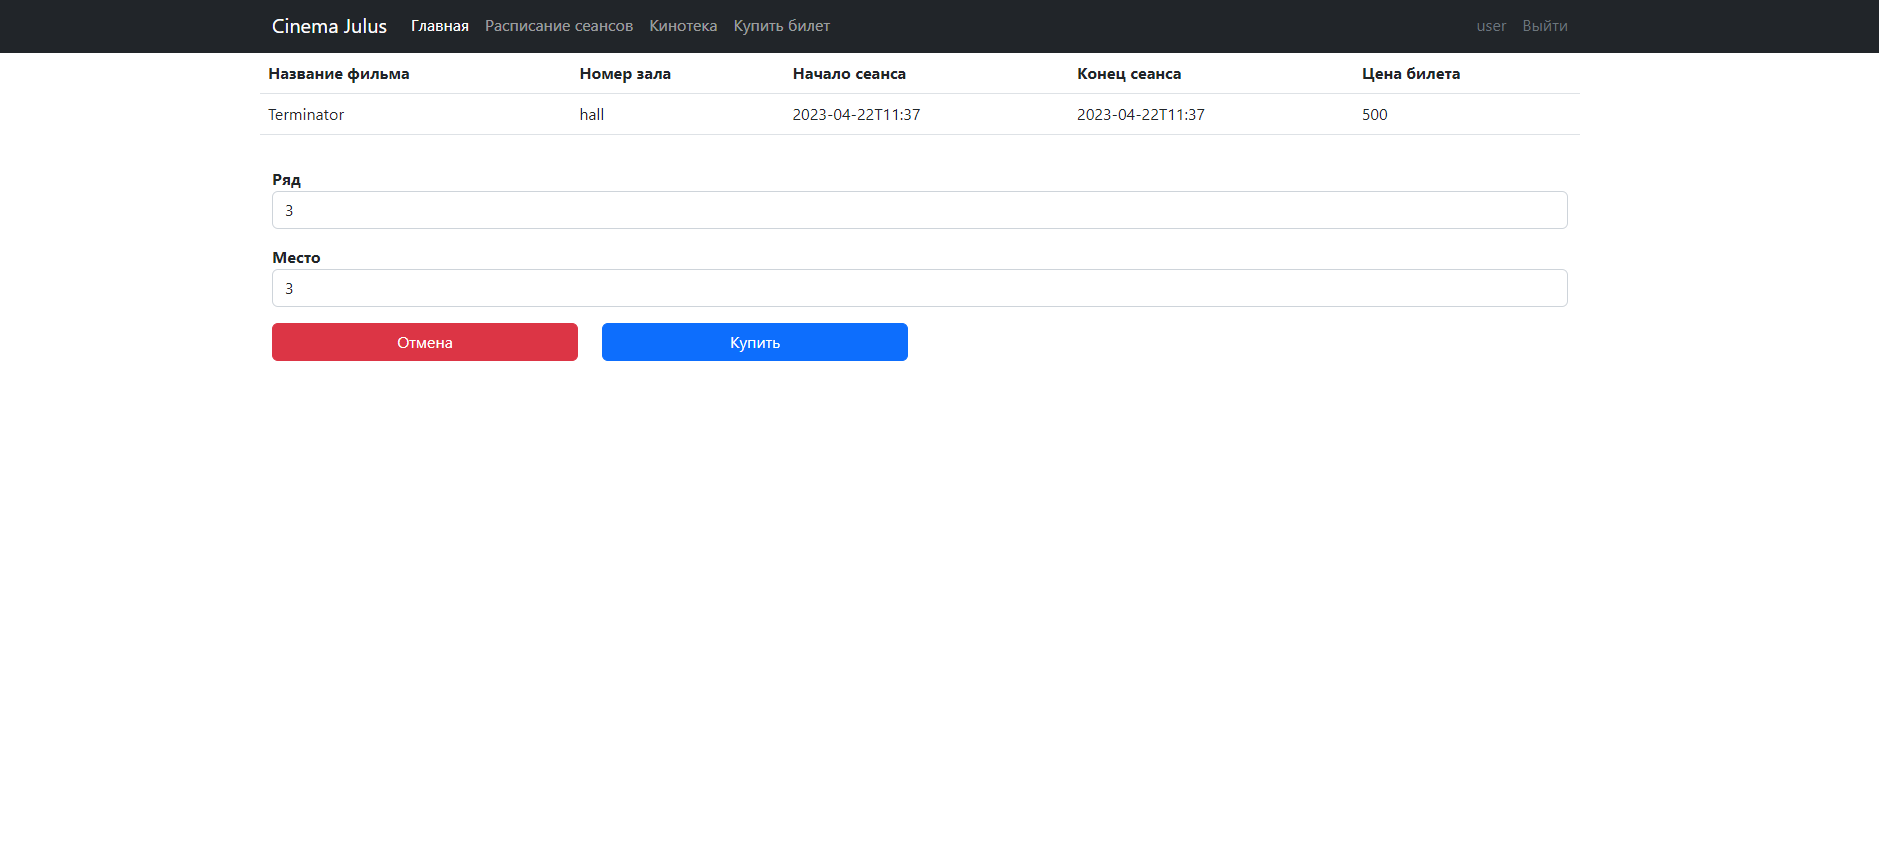 Cinema Julus Главная Расписание сеансов Кинотека Купить билет user Выйти
Название фильма Номер зала Начало сеанса Конец сеанса Цена билета
Terminator hall 2023-04-22T11:37 2023-04-22T11:37 500
Ряд
3
Место
3
Отмена Купить